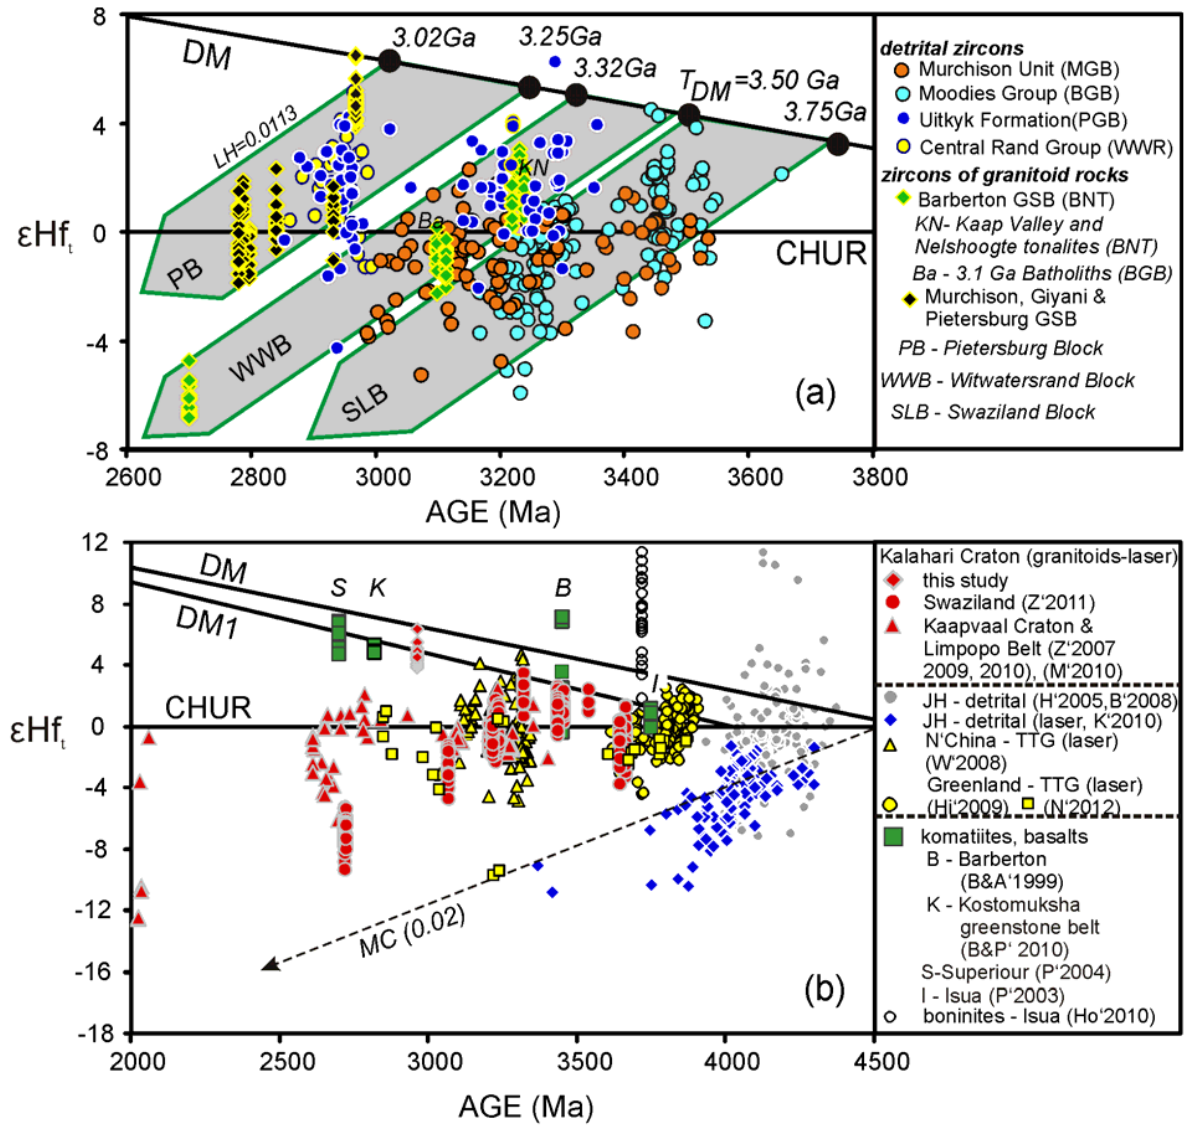 8
4
0
-4
-8
εHft
DM
3.02Ga
3.25Ga
3.32Ga
TDM=3.50 Ga
3.75Ga
LH=0.0113
KN
Ba
CHUR
PB
WWB
SLB
(a)
2600 2800 3000 3200 3400 3600 3800
AGE (Ma)
detrital zircons
Murchison Unit (MGB)
Moodies Group (BGB)
Uitkyk Formation(PGB)
Central Rand Group (WWR)
zircons of granitoid rocks
Barberton GSB (BNT)
KN- Kaap Valley and
Nelshoogte tonalites (BNT)
Ba - 3.1 Ga Batholiths (BGB)
Murchison, Giyani &
Pietersburg GSB
PB - Pietersburg Block
WWB - Witwatersrand Block
SLB - Swaziland Block
12
8
4
0
-4
-8
-12
-16
-18
εHft
DM
DM1
S K B
I
CHUR
MC (0.02)
(b)
2000 2500 3000 3500 4000 4500
AGE (Ma)
Kalahari Craton (granitoids-laser)
this study
Swaziland (Z'2011)
Kaapvaal Craton &
Limpopo Belt (Z'2007
2009, 2010), (M'2010)
JH - detrital (H'2005,B'2008)
JH - detrital (laser, K'2010)
N'China - TTG (laser)
(W'2008)
Greenland - TTG (laser)
(Hi'2009) (N'2012)
komatiites, basalts
B - Barberton
(B&A'1999)
K - Kostomuksha
greenstone belt
(B&P' 2010)
S-Superiour (P'2004)
I - Isua (P'2003)
boninites - Isua (Ho'2010)